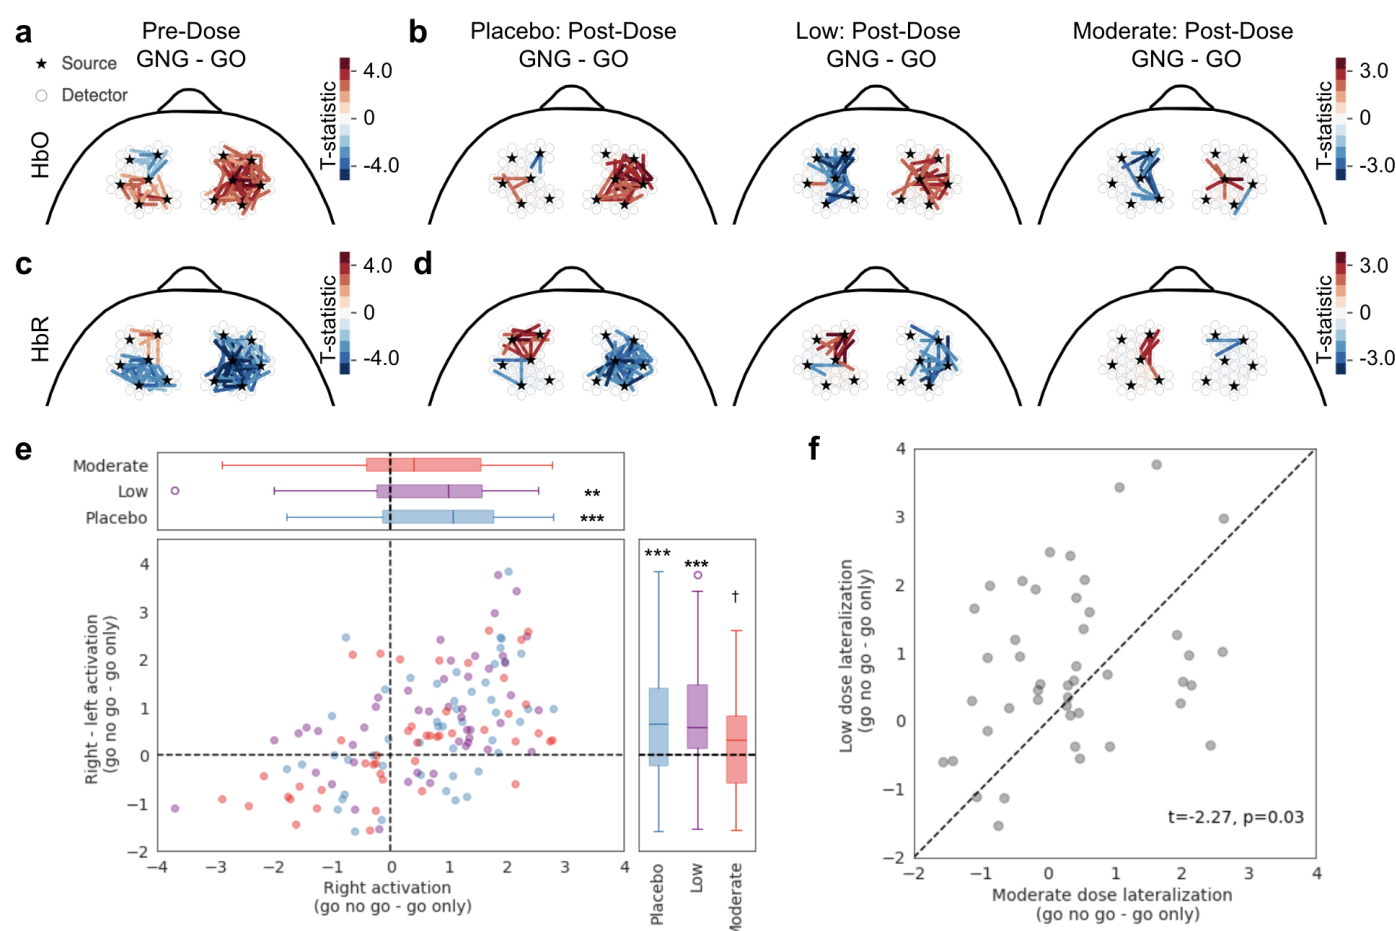 a
Pre-Dose
GNG - GO
Source
Detector
T-statistic
4.0
0
-4.0
HbO
b
Placebo: Post-Dose
GNG - GO
Low: Post-Dose
GNG - GO
Moderate: Post-Dose
GNG - GO
T-statistic
3.0
0
-3.0
c
HbR
T-statistic
4.0
0
-4.0
d
T-statistic
3.0
0
-3.0
e
Moderate
Low
Placebo
**
***
Right - left activation
(go no go - go only)
4
3
2
1
0
−1
−2
−4
−3
−2
−1
0
1
2
3
4
Right activation
(go no go - go only)
***
***
†
Placebo
Low
Moderate
f
Low dose lateralization
(go no go - go only)
4
3
2
1
0
−1
−2
t=-2.27, p=0.03
−2
−1
0
1
2
3
4
Moderate dose lateralization
(go no go - go only)